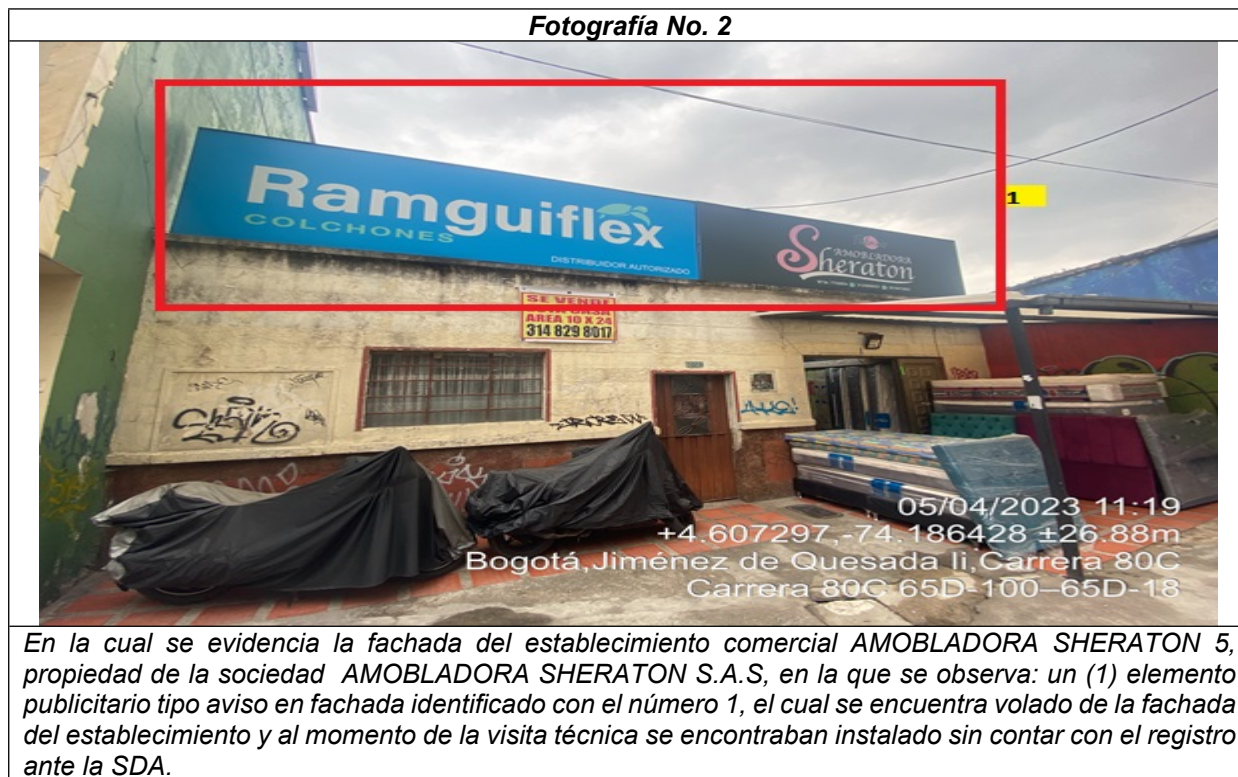 Fotografía No. 2
Ramguiflex
COLCHONES
DISTRIBUIDOR AUTORIZADO
AMOBLADORA
Sheraton
1
SE VENDE
CASA
AREA 10 X 24
314 829 8017
05/04/2023 11:19
+4.607297,-74.186428 ±26.88m
Bogotá,Jiménez de Quesada Ii,Carrera 80C
Carrera 80C 65D-100–65D-18
En la cual se evidencia la fachada del establecimiento comercial AMOBLADORA SHERATON 5,
propiedad de la sociedad AMOBLADORA SHERATON S.A.S, en la que se observa: un (1) elemento
publicitario tipo aviso en fachada identificado con el número 1, el cual se encuentra volado de la fachada
del establecimiento y al momento de la visita técnica se encontraban instalado sin contar con el registro
ante la SDA.